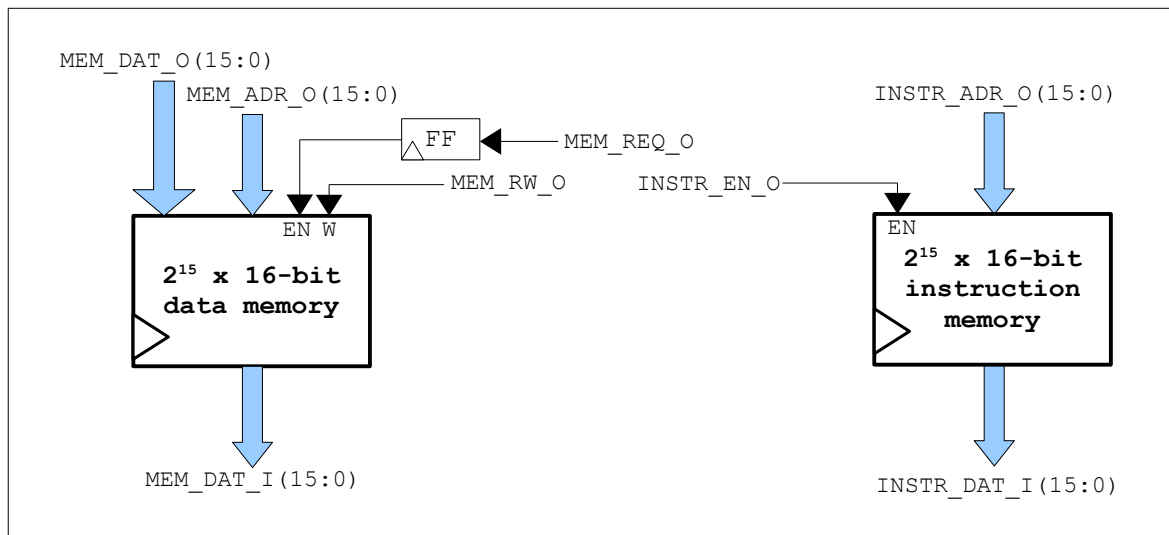 MEM_DAT_O(15:0)
MEM_ADR_O(15:0)
INSTR_ADR_O(15:0)
FF
MEM_REQ_O
MEM_RW_O
INSTR_EN_O
EN W
EN
2¹⁵ x 16-bit
data memory
2¹⁵ x 16-bit
instruction
memory
MEM_DAT_I(15:0)
INSTR_DAT_I(15:0)